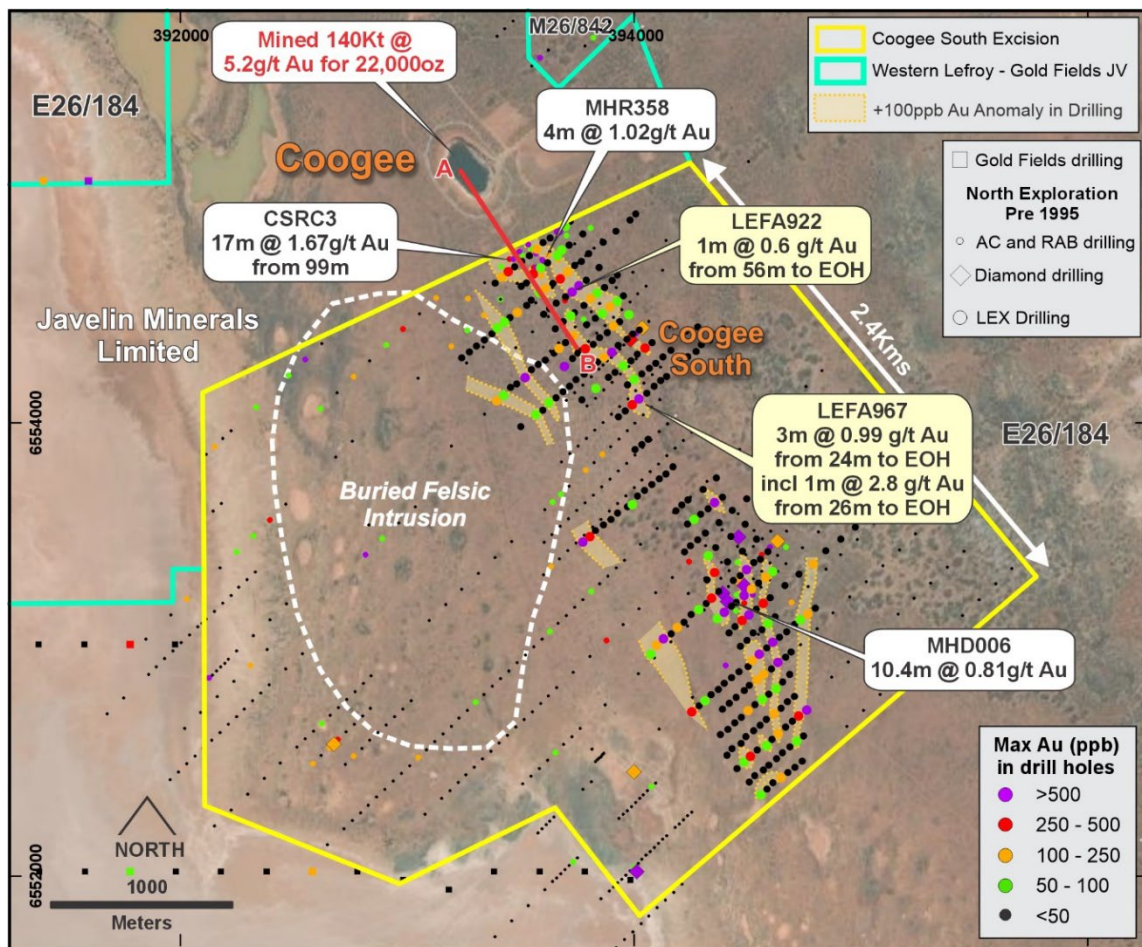 392000
M26/842
394000
Mined 140Kt @
5.2g/t Au for 22,000oz
E26/184
MHR358
4m @ 1.02g/t Au
Coogee
A
CSRC3
17m @ 1.67g/t Au
from 99m
LEFA922
1m @ 0.6 g/t Au
from 56m to EOH
2.4Kms
Javelin Minerals
Limited
B
Coogee
South
6554000
LEFA967
3m @ 0.99 g/t Au
from 24m to EOH
incl 1m @ 2.8 g/t Au
from 26m to EOH
E26/184
Buried Felsic
Intrusion
MHD006
10.4m @ 0.81g/t Au
NORTH
6552000
1000
Meters
Coogee South Excision
Western Lefroy - Gold Fields JV
+100ppb Au Anomaly in Drilling
Gold Fields drilling
North Exploration
Pre 1995
AC and RAB drilling
Diamond drilling
LEX Drilling
Max Au (ppb)
in drill holes
>500
250 - 500
100 - 250
50 - 100
<50